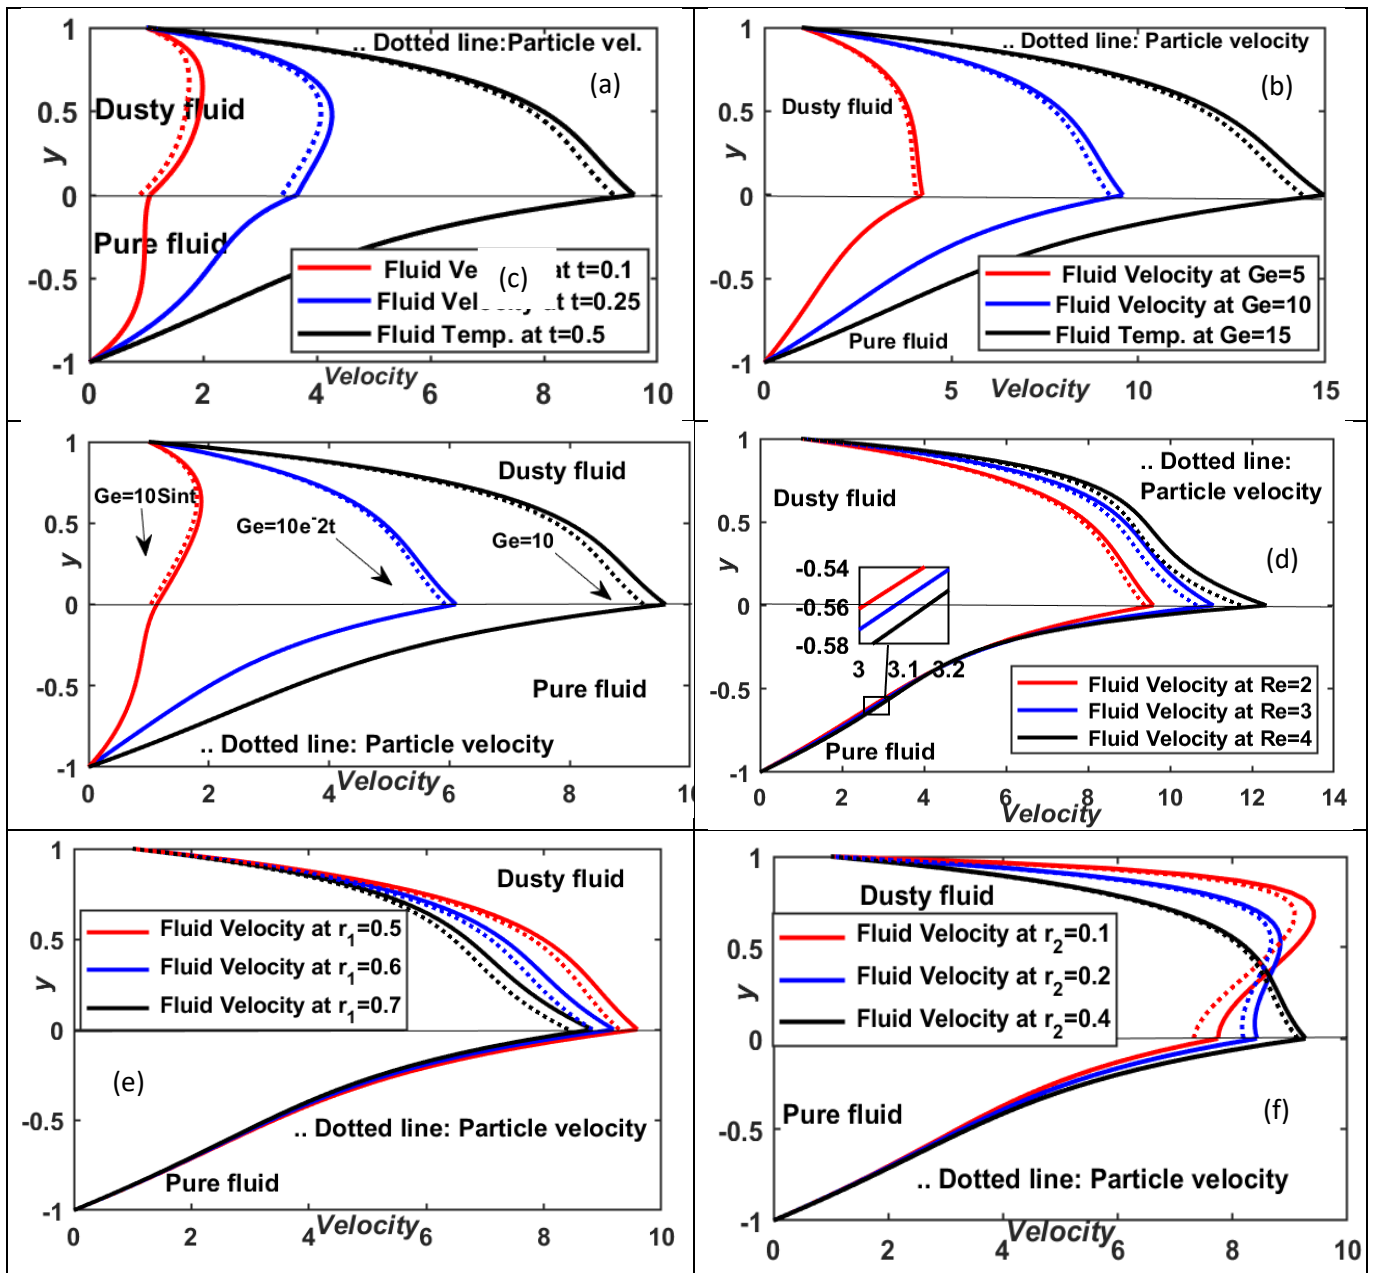 1
.. Dotted line:Particle vel.
(a)
Dusty fluid
0.5
y
0
Pure fluid
Fluid Ve at t=0.1
(c)
-0.5
Fluid Velocity at t=0.25
Fluid Temp. at t=0.5
-1
Velocity
0 2 4 6 8 10
1
.. Dotted line: Particle velocity
(b)
Dusty fluid
0.5
y
0
-0.5
Fluid Velocity at Ge=5
Fluid Velocity at Ge=10
Fluid Temp. at Ge=15
Pure fluid
-1
0 5 10 15
Velocity
1
Dusty fluid
Ge=10Sint
0.5
Ge=10e-2t
Ge=10
y
0
-0.5
Pure fluid
.. Dotted line: Particle velocity
-1
Velocity
0 2 4 6 8 10
1
.. Dotted line:
Particle velocity
Dusty fluid
0.5
y
(d)
-0.54
0
-0.56
-0.58
3 3.1 3.2
-0.5
Fluid Velocity at Re=2
Fluid Velocity at Re=3
Fluid Velocity at Re=4
Pure fluid
-1
0 2 4 6 8 10 12 14
Velocity
1
Dusty fluid
Fluid Velocity at r1=0.5
0.5
Fluid Velocity at r1=0.6
y
Fluid Velocity at r1=0.7
0
(e)
-0.5
.. Dotted line: Particle velocity
Pure fluid
-1
Velocity
0 2 4 6 8 10
1
Dusty fluid
Fluid Velocity at r2=0.1
0.5
Fluid Velocity at r2=0.2
y
Fluid Velocity at r2=0.4
0
Pure fluid
(f)
-0.5
.. Dotted line: Particle velocity
-1
Velocity
0 2 4 6 8 10